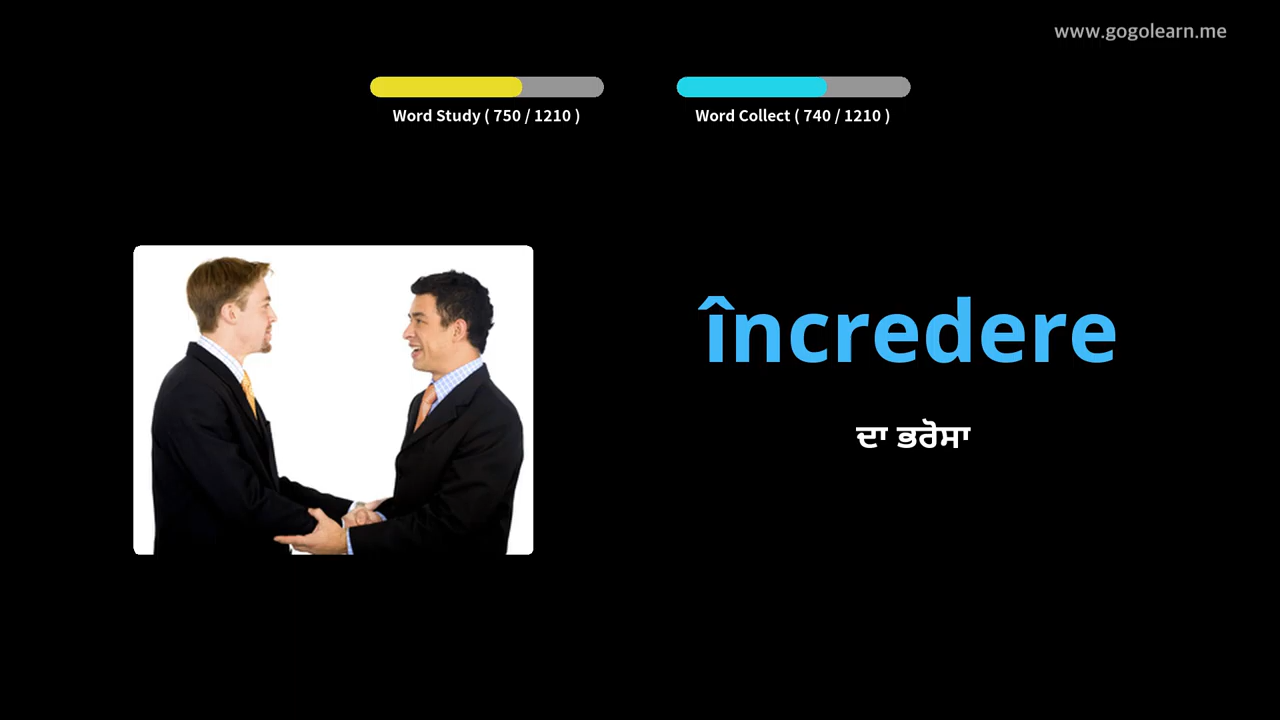 www.gogolearn.me
Word Study ( 750 / 1210 )
Word Collect ( 740 / 1210 )
încredere
ਦਾ ਭਰੋਸਾ